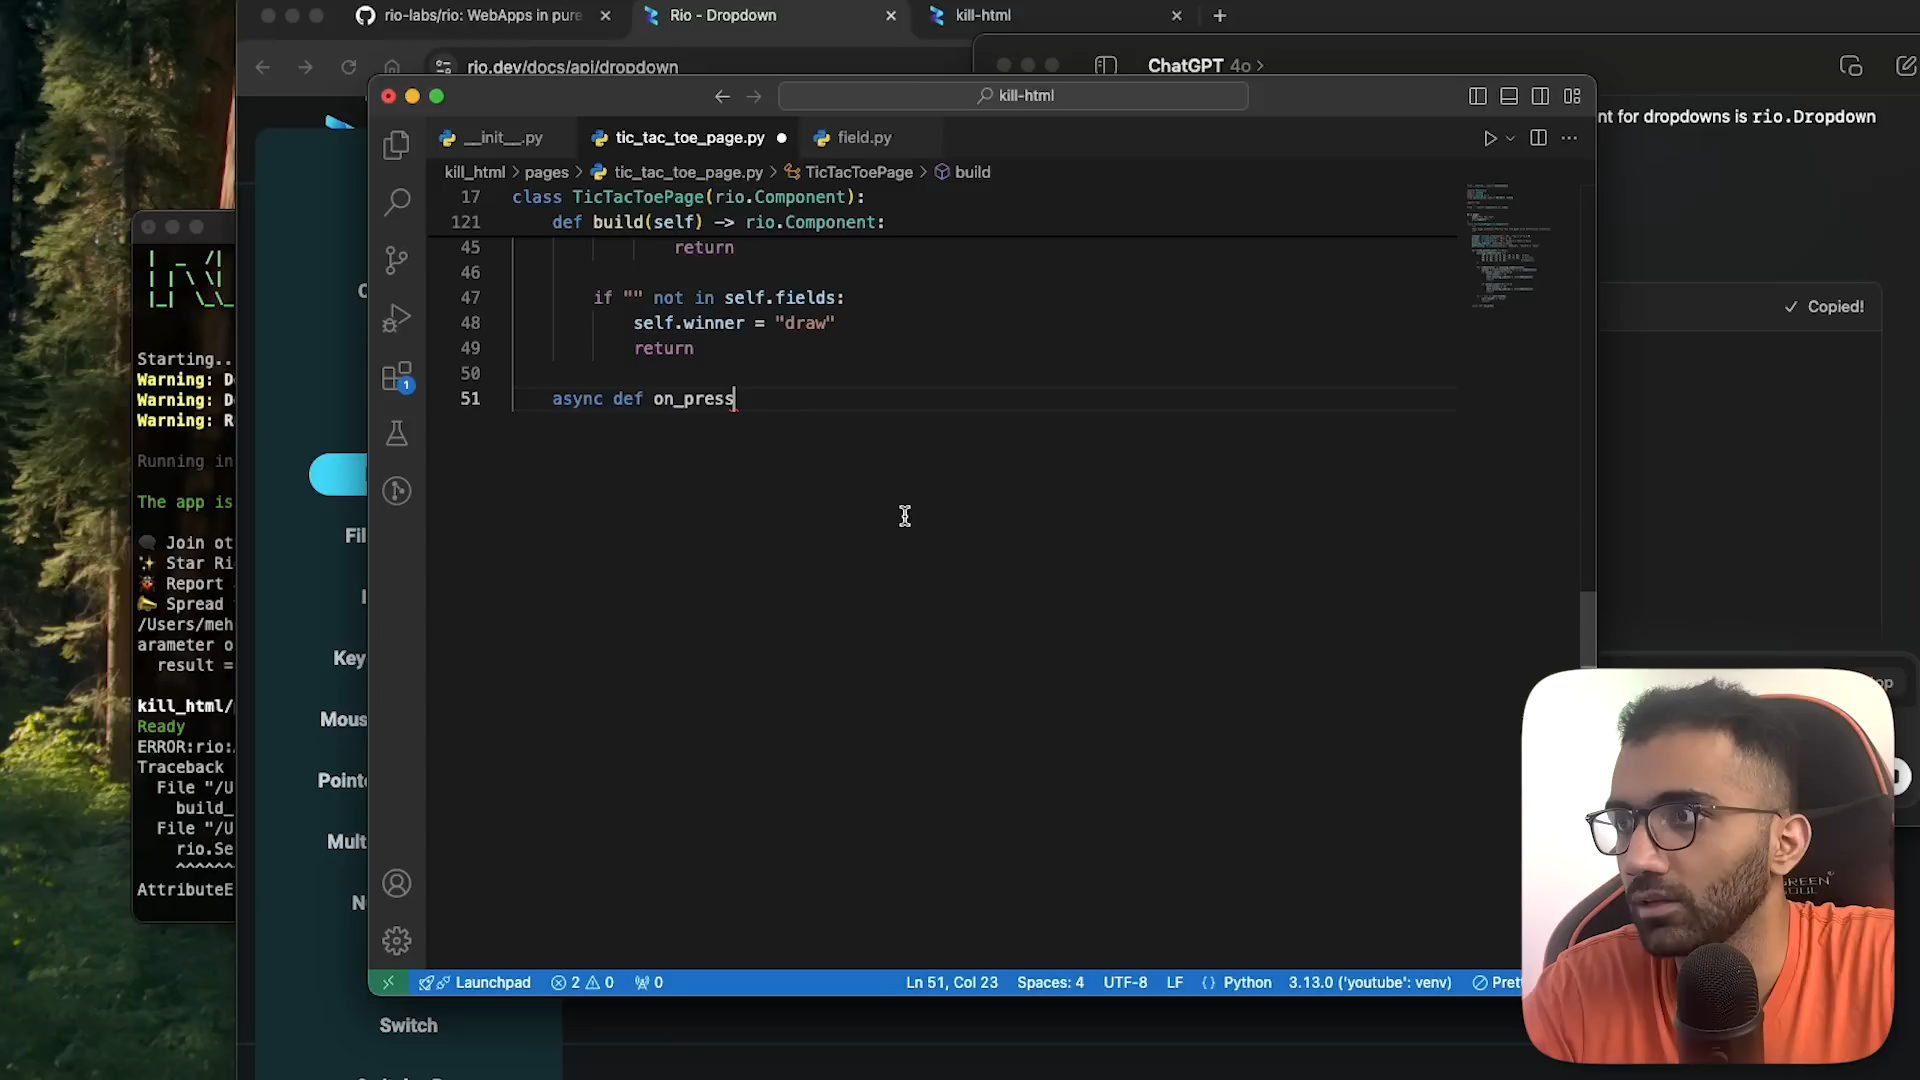 rio-labs/rio: WebApps in pure
Rio - Dropdown
kill-html
rio.dev/docs/api/dropdown
ChatGPT 4o >
nt for dropdowns is rio.Dropdown
Copied!
kill-html
__init__.py
tic_tac_toe_page.py
field.py
kill_html > pages > tic_tac_toe_page.py > TicTacToePage > build
17 class TicTacToePage(rio.Component):
121 def build(self) -> rio.Component:
45 return
46
47 if "" not in self.fields:
48 self.winner = "draw"
49 return
50
51 async def on_press
1
Starting..
Warning: D
Warning: D
Warning: R
Running in
The app is
Join ot
Star Ri
Report
Spread
/Users/meh
arameter o
result =
kill_html/
Ready
ERROR:rio:
Traceback
File "/U
build_
File "/U
rio.Se
^^^^^^
AttributeE
Fil
Key
Mous
Pointe
Mult
N
Switch
Launchpad
2 0
0
Ln 51, Col 23
Spaces: 4
UTF-8
LF
Python
3.13.0 ('youtube': venv)
Pret
GREEN
SOUL